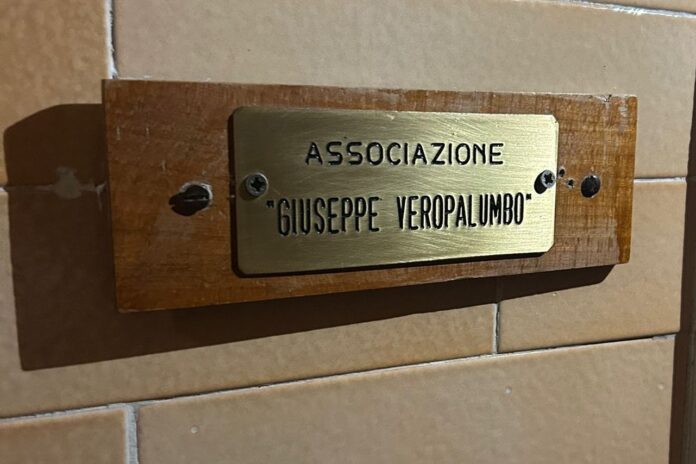 ASSOCIAZIONE
"GIUSEPPE VEROPALUMBO"